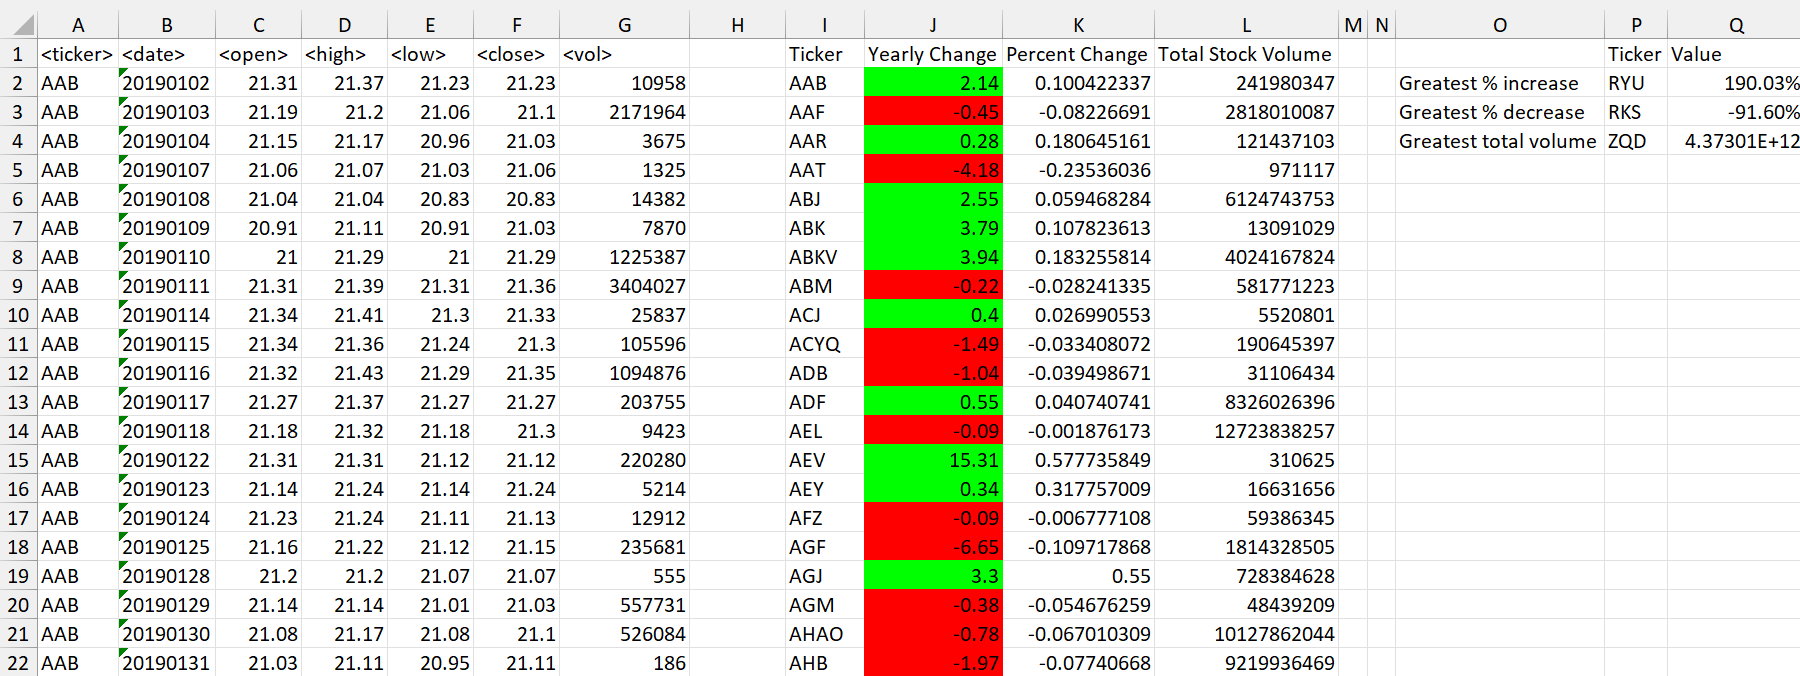 A B C D E F G H I J K L M N O P Q
1 <ticker> <date> <open> <high> <low> <close> <vol> Ticker Yearly Change Percent Change Total Stock Volume Ticker Value
2 AAB 20190102 21.31 21.37 21.23 21.23 10958 AAB 2.14 0.100422337 241980347 Greatest % increase RYU 190.03%
3 AAB 20190103 21.19 21.2 21.06 21.1 2171964 AAF -0.45 -0.08226691 2818010087 Greatest % decrease RKS -91.60%
4 AAB 20190104 21.15 21.17 20.96 21.03 3675 AAR 0.28 0.180645161 121437103 Greatest total volume ZQD 4.37301E+12
5 AAB 20190107 21.06 21.07 21.03 21.06 1325 AAT -4.18 -0.23536036 971117
6 AAB 20190108 21.04 21.04 20.83 20.83 14382 ABJ 2.55 0.059468284 6124743753
7 AAB 20190109 20.91 21.11 20.91 21.03 7870 ABK 3.79 0.107823613 13091029
8 AAB 20190110 21 21.29 21 21.29 1225387 ABKV 3.94 0.183255814 4024167824
9 AAB 20190111 21.31 21.39 21.31 21.36 3404027 ABM -0.22 -0.028241335 581771223
10 AAB 20190114 21.34 21.41 21.3 21.33 25837 ACJ 0.4 0.026990553 5520801
11 AAB 20190115 21.34 21.36 21.24 21.3 105596 ACYQ -1.49 -0.033408072 190645397
12 AAB 20190116 21.32 21.43 21.29 21.35 1094876 ADB -1.04 -0.039498671 31106434
13 AAB 20190117 21.27 21.37 21.27 21.27 203755 ADF 0.55 0.040740741 8326026396
14 AAB 20190118 21.18 21.32 21.18 21.3 9423 AEL -0.09 -0.001876173 12723838257
15 AAB 20190122 21.31 21.31 21.12 21.12 220280 AEV 15.31 0.577735849 310625
16 AAB 20190123 21.14 21.24 21.14 21.24 5214 AEY 0.34 0.317757009 16631656
17 AAB 20190124 21.23 21.24 21.11 21.13 12912 AFZ -0.09 -0.006777108 59386345
18 AAB 20190125 21.16 21.22 21.12 21.15 235681 AGF -6.65 -0.109717868 1814328505
19 AAB 20190128 21.2 21.2 21.07 21.07 555 AGJ 3.3 0.55 728384628
20 AAB 20190129 21.14 21.14 21.01 21.03 557731 AGM -0.38 -0.054676259 48439209
21 AAB 20190130 21.08 21.17 21.08 21.1 526084 AHAO -0.78 -0.067010309 10127862044
22 AAB 20190131 21.03 21.11 20.95 21.11 186 AHB -1.97 -0.07740668 9219936469